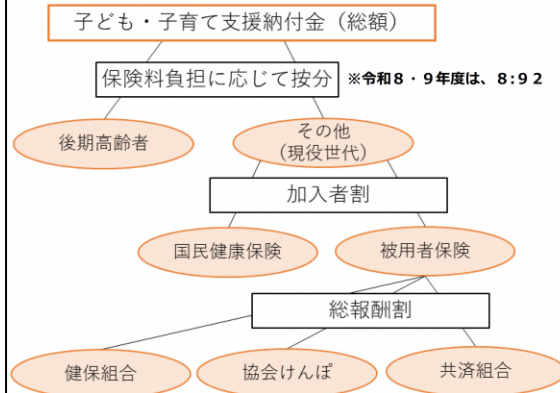 子ども・子育て支援納付金（総額）
保険料負担に応じて按分
※令和８・９年度は、８:９２
後期高齢者
その他
（現役世代）
加入者割
国民健康保険
被用者保険
総報酬割
健保組合
協会けんぽ
共済組合